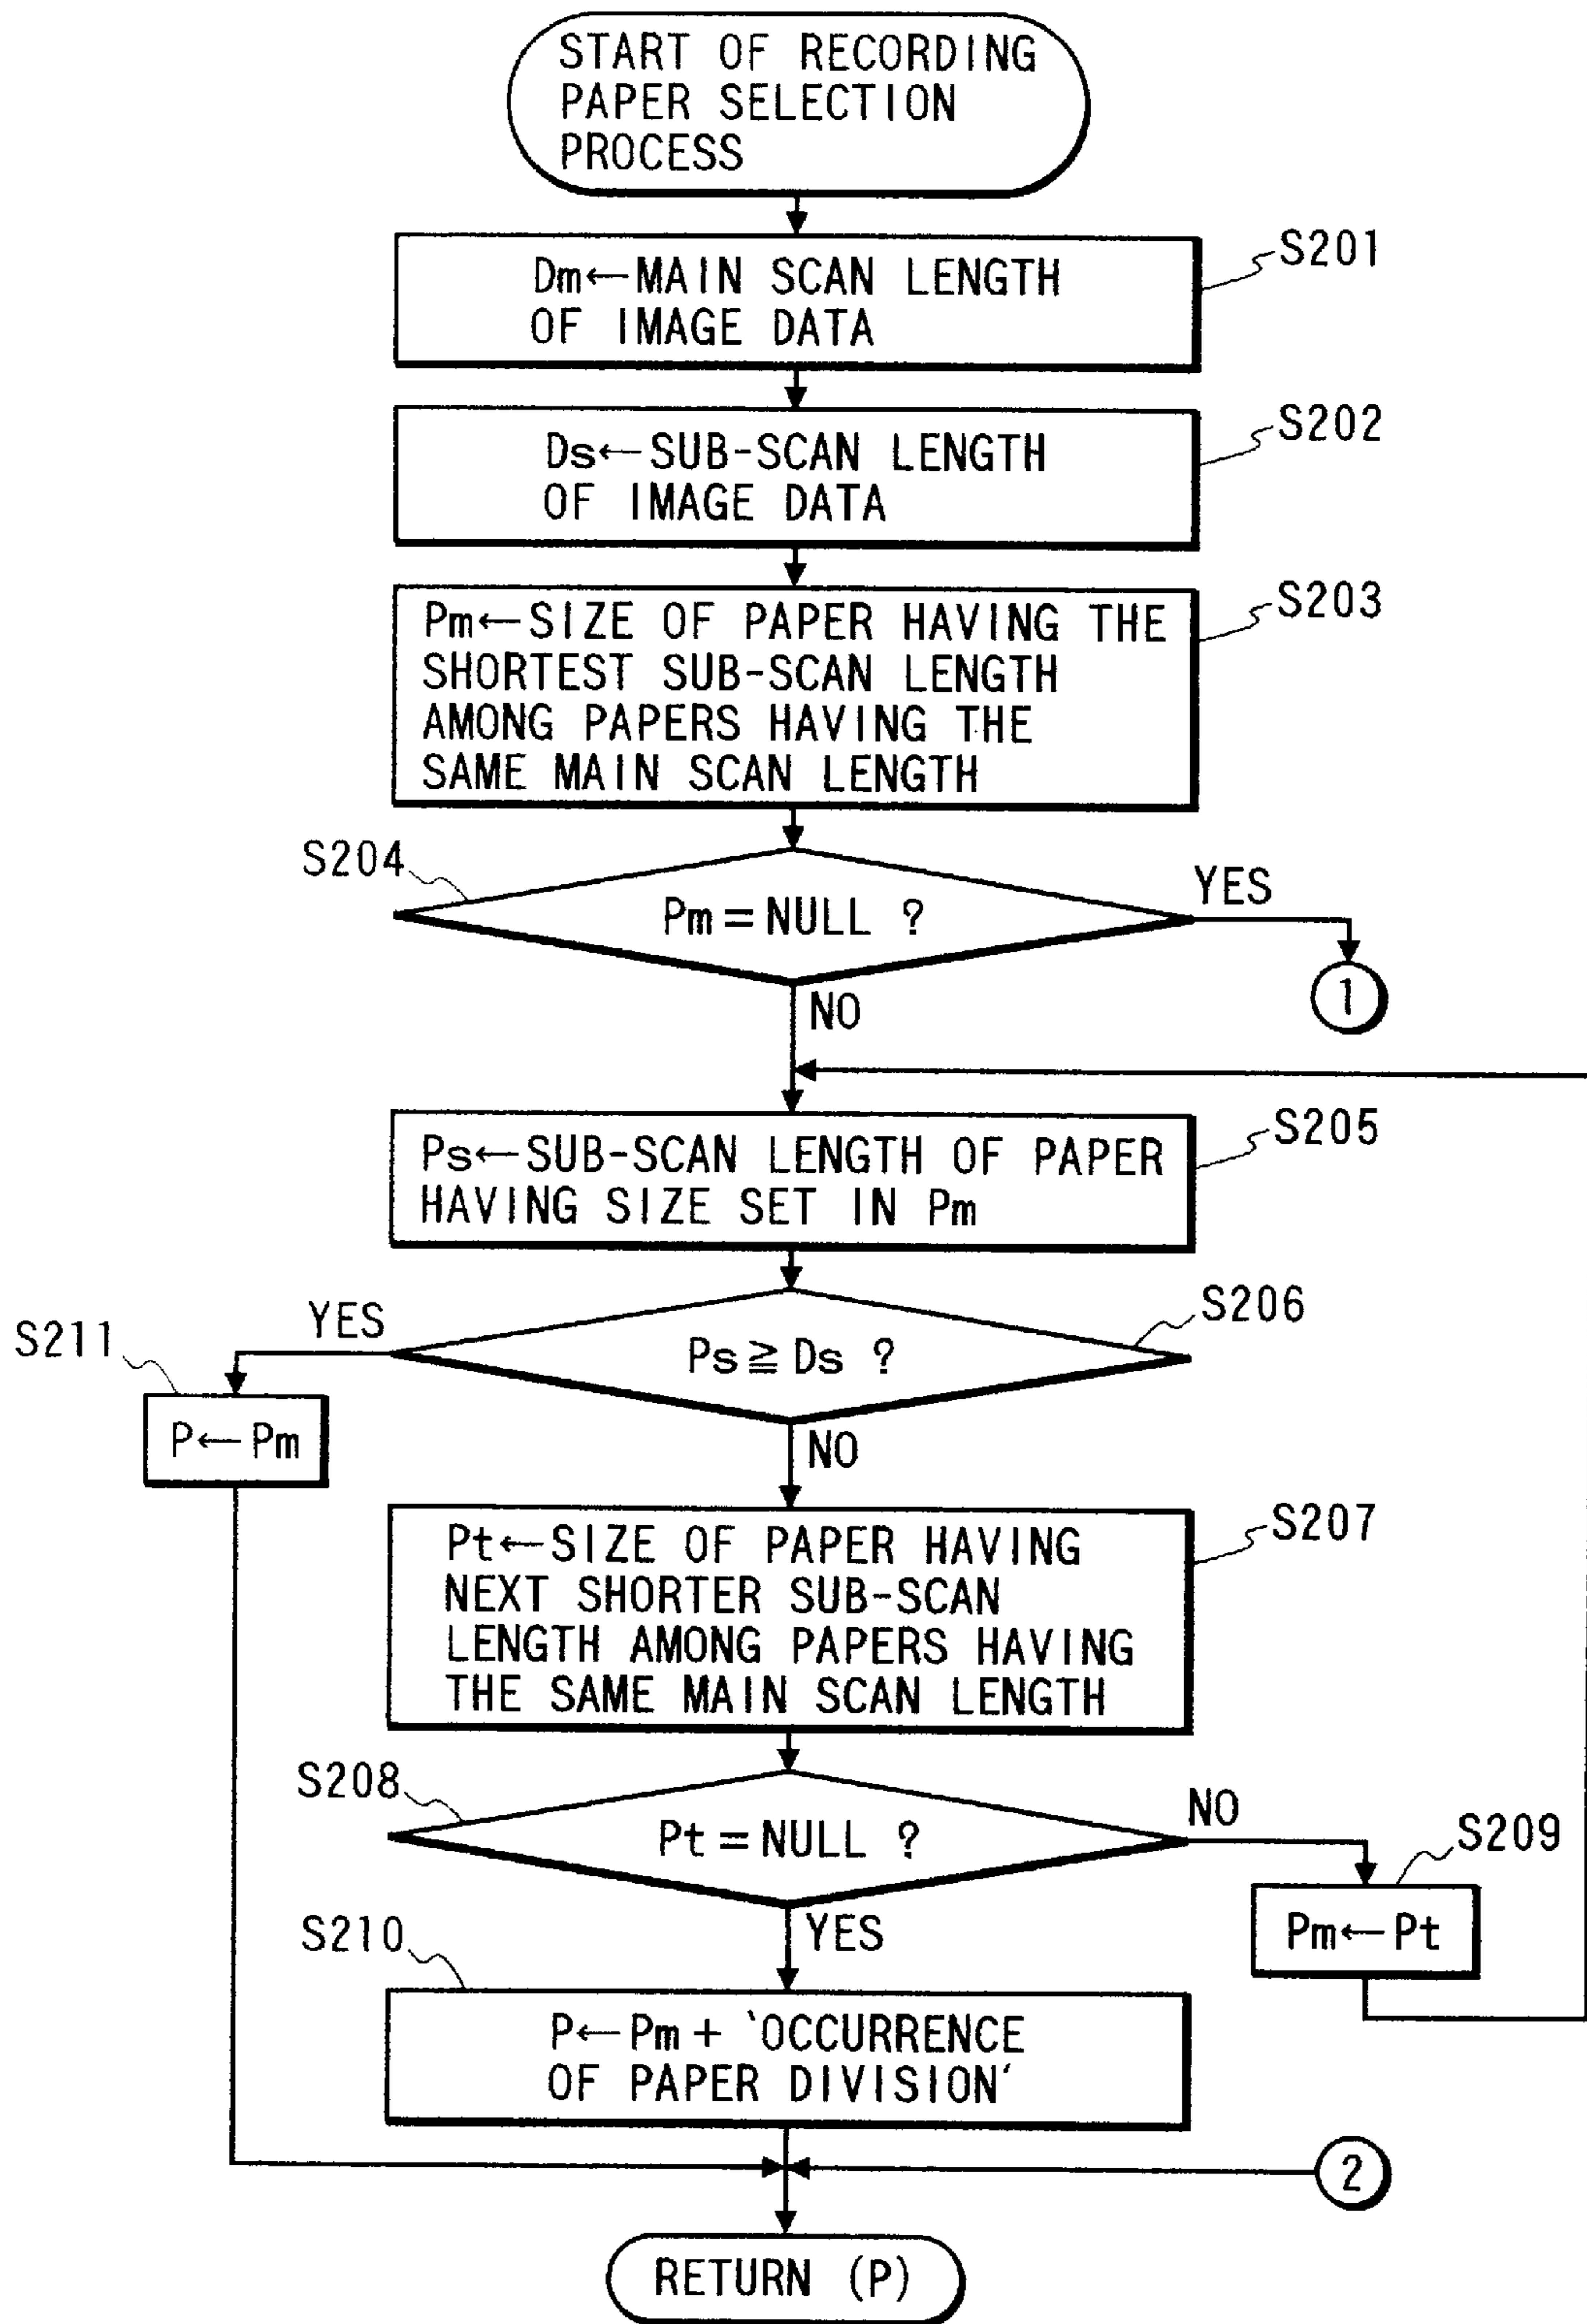 START OF RECORDING
PAPER SELECTION
PROCESS
S201
Dm←MAIN SCAN LENGTH
OF IMAGE DATA
S202
Ds←SUB-SCAN LENGTH
OF IMAGE DATA
S203
Pm←SIZE OF PAPER HAVING THE
SHORTEST SUB-SCAN LENGTH
AMONG PAPERS HAVING THE
SAME MAIN SCAN LENGTH
S204
Pm=NULL ?
YES
1
NO
S205
Ps←SUB-SCAN LENGTH OF PAPER
HAVING SIZE SET IN Pm
S206
Ps≧Ds ?
YES
S211
P←Pm
NO
S207
Pt←SIZE OF PAPER HAVING
NEXT SHORTER SUB-SCAN
LENGTH AMONG PAPERS HAVING
THE SAME MAIN SCAN LENGTH
S208
Pt=NULL ?
NO
S209
Pm←Pt
YES
S210
P←Pm+ 'OCCURRENCE
OF PAPER DIVISION'
2
RETURN (P)